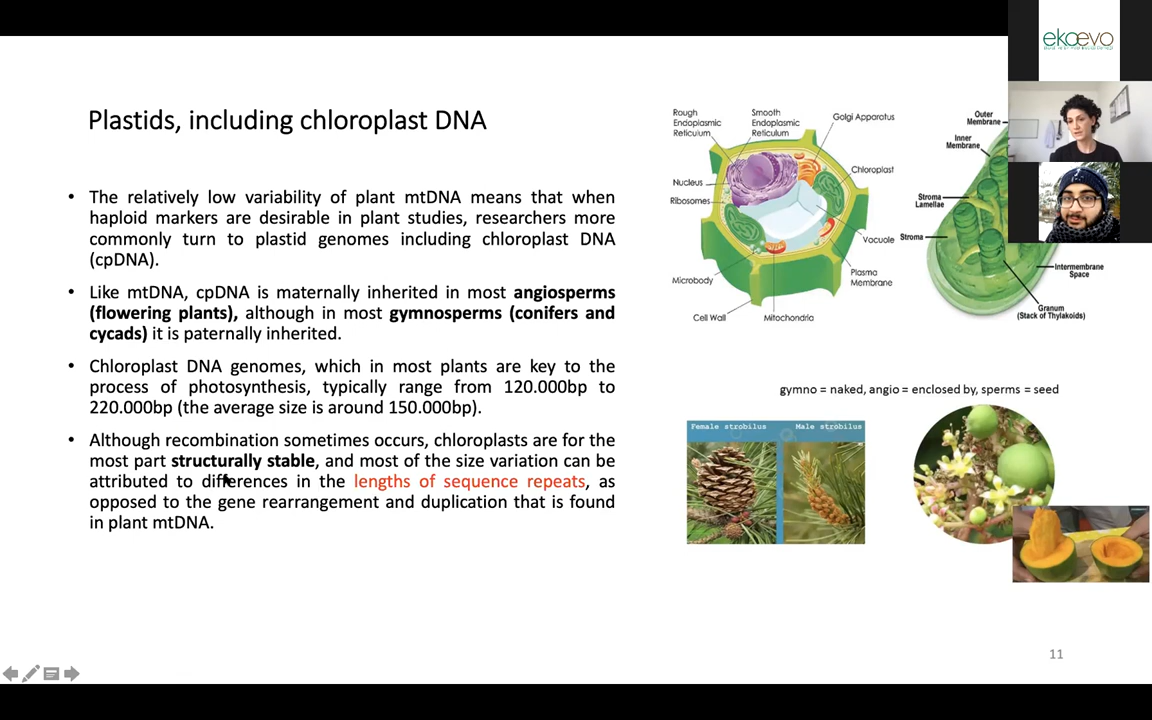 ekoevo
Plastids, including chloroplast DNA
• The relatively low variability of plant mtDNA means that when
haploid markers are desirable in plant studies, researchers more
commonly turn to plastid genomes including chloroplast DNA
(cpDNA).
• Like mtDNA, cpDNA is maternally inherited in most angiosperms
(flowering plants), although in most gymnosperms (conifers and
cycads) it is paternally inherited.
• Chloroplast DNA genomes, which in most plants are key to the
process of photosynthesis, typically range from 120.000bp to
220.000bp (the average size is around 150.000bp).
• Although recombination sometimes occurs, chloroplasts are for the
most part structurally stable, and most of the size variation can be
attributed to differences in the lengths of sequence repeats, as
opposed to the gene rearrangement and duplication that is found
in plant mtDNA.
Rough
Endoplasmic
Reticulum
Smooth
Endoplasmic
Reticulum
Golgi Apparatus
Nucleus
Chloroplast
Ribosomes
Vacuole
Microbody
Plasma
Membrane
Cell Wall
Mitochondria
Outer
Membrane
Inner
Membrane
Stroma
Lamellae
Stroma
Intermembrane
Space
Granum
(Stack of Thylakoids)
gymno = naked, angio = enclosed by, sperms = seed
Female strobilus
Male strobilus
11